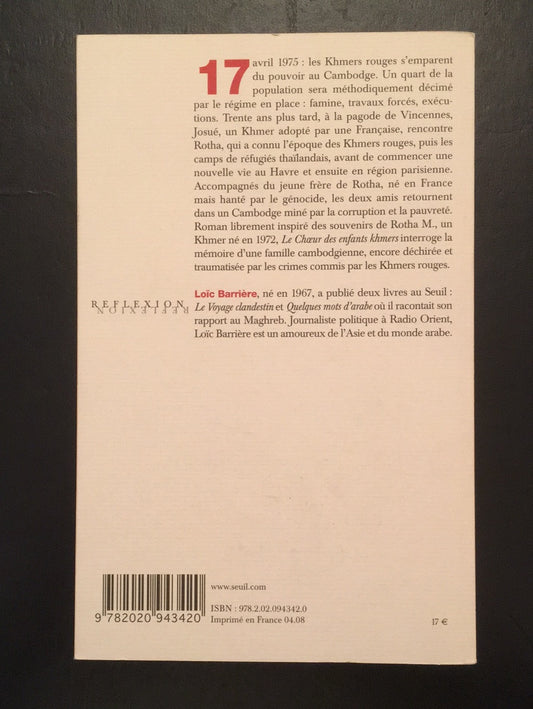 17 avril 1975 : les Khmers rouges s'emparent
du pouvoir au Cambodge. Un quart de la
population sera méthodiquement décimé
par le régime en place : famine, travaux forcés, exécu-
tions. Trente ans plus tard, à la pagode de Vincennes,
Josué, un Khmer adopté par une Française, rencontre
Rotha, qui a connu l'époque des Khmers rouges, puis les
camps de réfugiés thaïlandais, avant de commencer une
nouvelle vie au Havre et ensuite en région parisienne.
Accompagnés du jeune frère de Rotha, né en France
mais hanté par le génocide, les deux amis retournent
dans un Cambodge miné par la corruption et la pauvreté.
Roman librement inspiré des souvenirs de Rotha M., un
Khmer né en 1972, Le Chœur des enfants khmers interroge la
mémoire d'une famille cambodgienne, encore déchirée et
traumatisée par les crimes commis par les Khmers rouges.
Loïc Barrière, né en 1967, a publié deux livres au Seuil :
Le Voyage clandestin et Quelques mots d'arabe où il racontait son
rapport au Maghreb. Journaliste politique à Radio Orient,
Loïc Barrière est un amoureux de l'Asie et du monde arabe.
REFLEXION
REFLEXION
www.seuil.com
ISBN : 978.2.02.094342.0
Imprimé en France 04.08
17 €
9 782020 943420